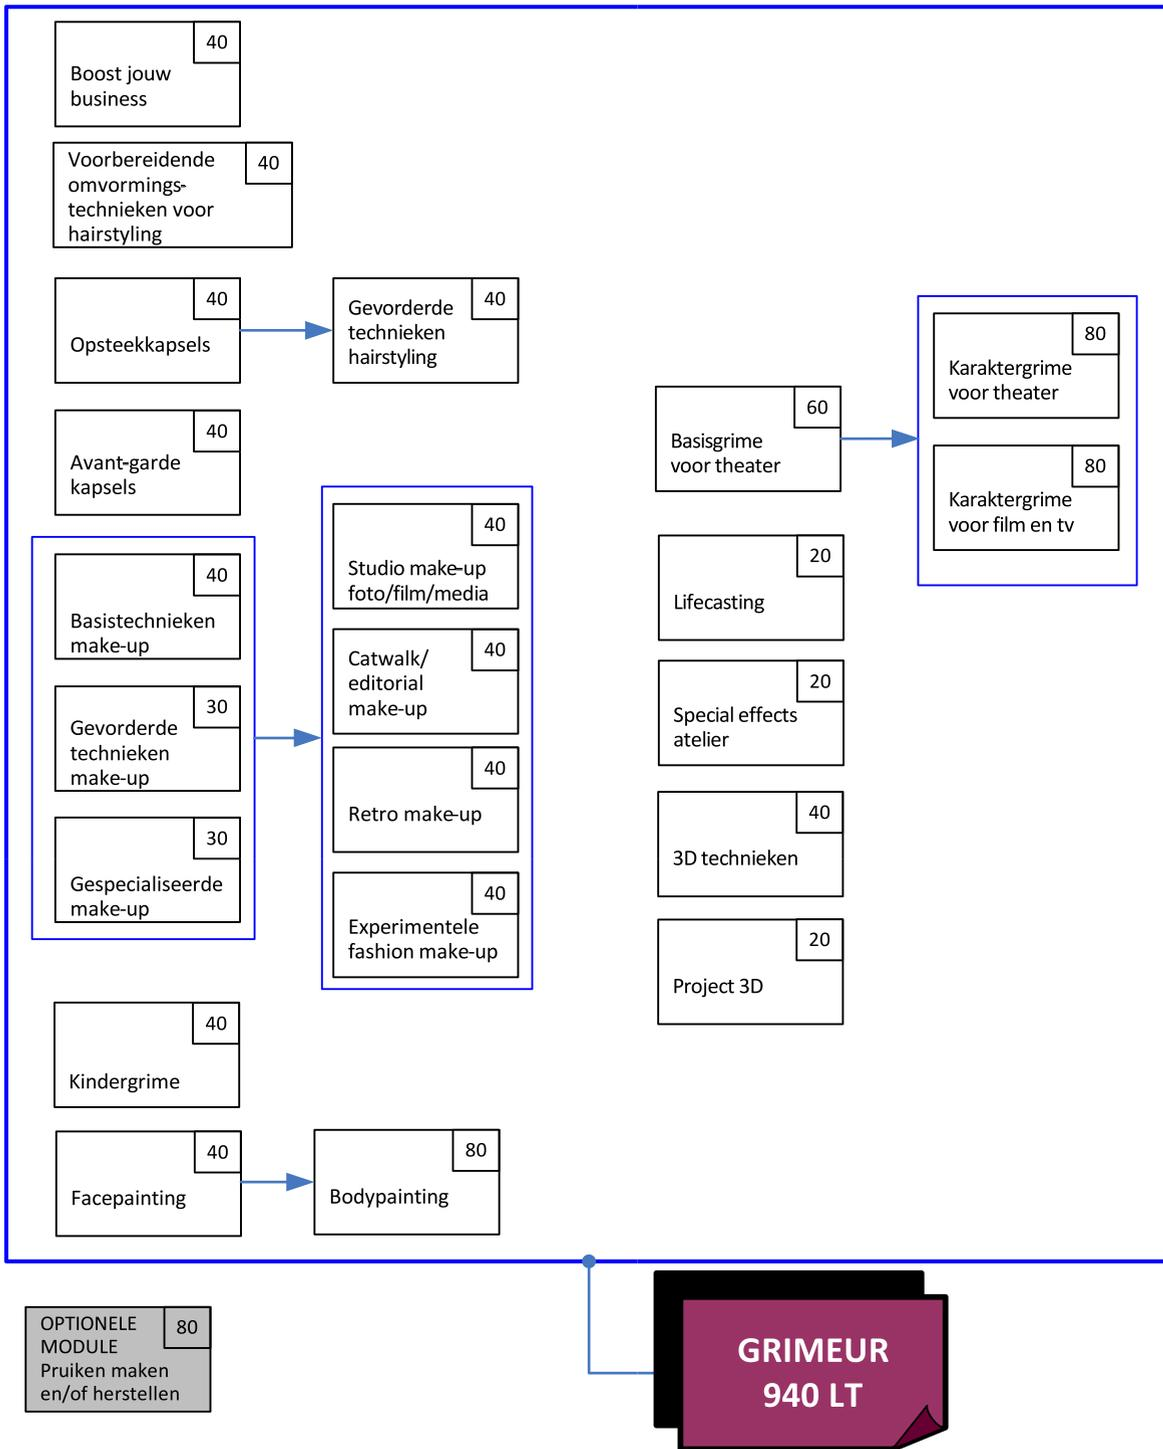 40
Boost jouw
business
40
Voorbereidende
omvormings-
technieken voor
hairstyling
40
Opsteekkapsels
40
Gevorderde
technieken
hairstyling
40
Avant-garde
kapsels
40
Basistechnieken
make-up
30
Gevorderde
technieken
make-up
30
Gespecialiseerde
make-up
40
Studio make-up
foto/film/media
40
Catwalk/
editorial
make-up
40
Retro make-up
40
Experimentele
fashion make-up
40
Kindergrime
40
Facepainting
80
Bodypainting
60
Basisgrime
voor theater
80
Karaktergrime
voor theater
80
Karaktergrime
voor film en tv
20
Lifecasting
20
Special effects
atelier
40
3D technieken
20
Project 3D
80
OPTIONELE
MODULE
Pruiken maken
en/of herstellen
GRIMEUR
940 LT